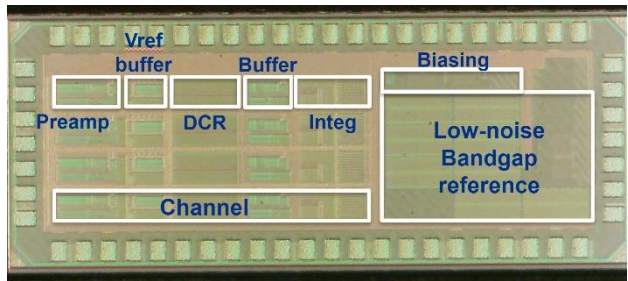 Vref
buffer
Buffer
Biasing
Preamp
DCR
Integ
Low-noise
Bandgap
reference
Channel